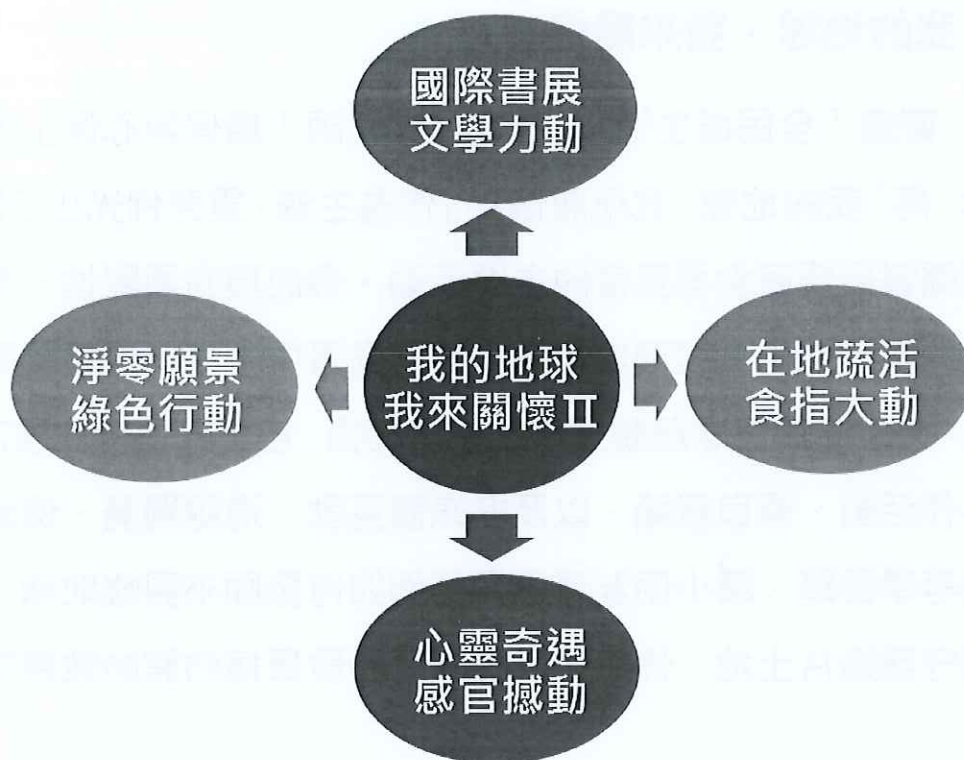 國際書展
文學力動
淨零願景
綠色行動
我的地球
我來關懷Ⅱ
在地蔬活
食指大動
心靈奇遇
感官撼動